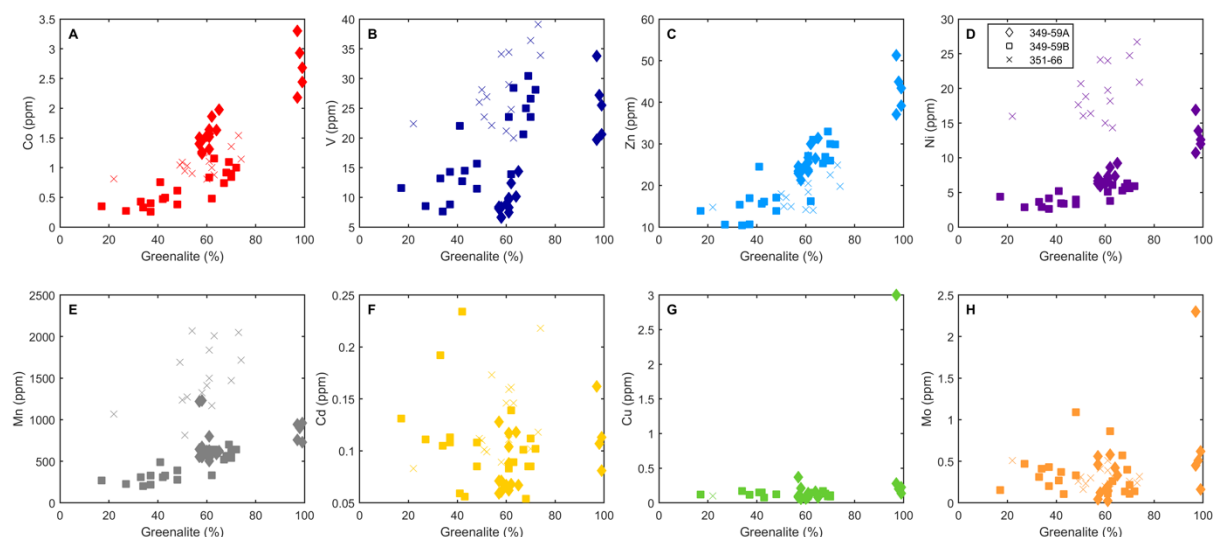 A
Co (ppm)
3.5
3
2.5
2
1.5
1
0.5
0
0 20 40 60 80 100
Greenalite (%)
B
V (ppm)
40
35
30
25
20
15
10
5
0 20 40 60 80 100
Greenalite (%)
C
Zn (ppm)
60
50
40
30
20
10
0 20 40 60 80 100
Greenalite (%)
D
349-59A
349-59B
351-66
Ni (ppm)
30
25
20
15
10
5
0
0 20 40 60 80 100
Greenalite (%)
E
Mn (ppm)
2500
2000
1500
1000
500
0
0 20 40 60 80 100
Greenalite (%)
F
Cd (ppm)
0.25
0.2
0.15
0.1
0.05
0 20 40 60 80 100
Greenalite (%)
G
Cu (ppm)
3
2.5
2
1.5
1
0.5
0
0 20 40 60 80 100
Greenalite (%)
H
Mo (ppm)
2.5
2
1.5
1
0.5
0
0 20 40 60 80 100
Greenalite (%)